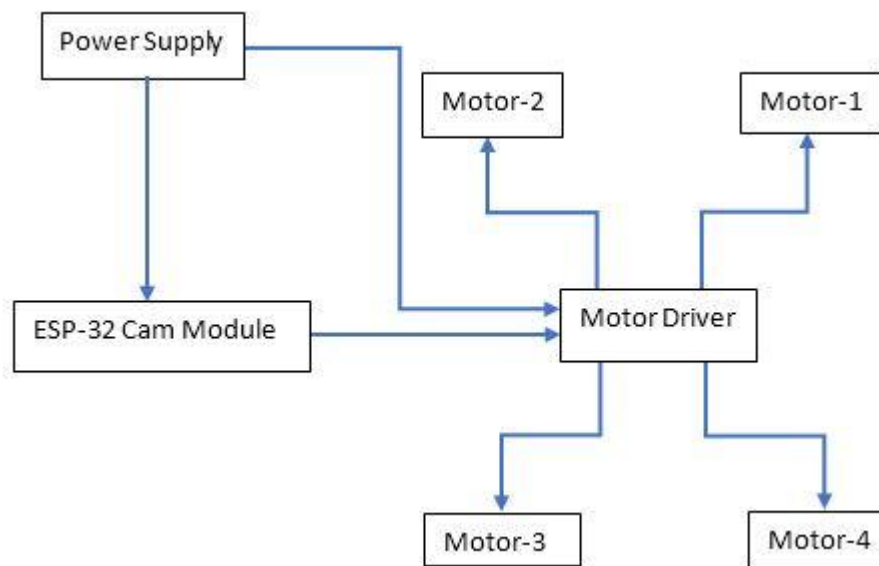 Power Supply
Motor-2
Motor-1
ESP-32 Cam Module
Motor Driver
Motor-3
Motor-4